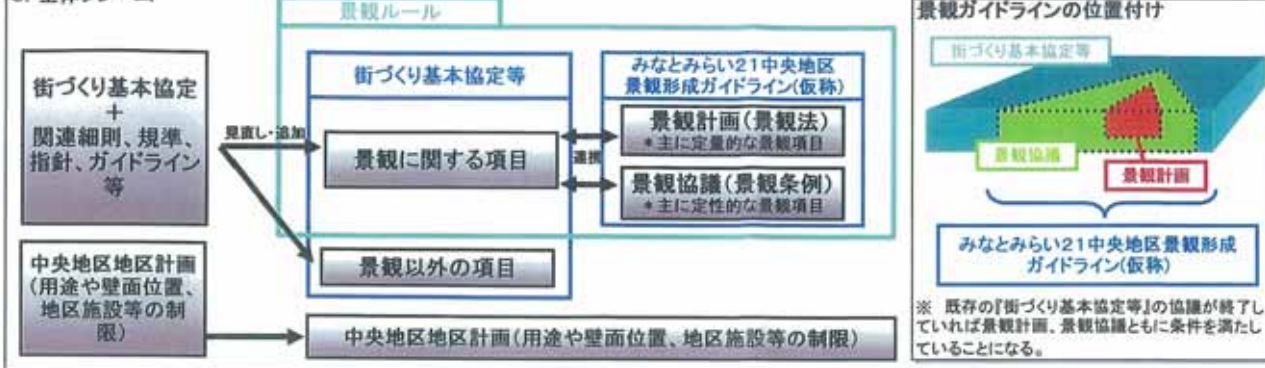 景観ルール
街づくり基本協定
+
関連細則、規準、
指針、ガイドライン
等
見直し・追加
街づくり基本協定等
景観に関する項目
景観以外の項目
連携
みなとみらい21中央地区
景観形成ガイドライン(仮称)
景観計画(景観法)
*主に定量的な景観項目
景観協議(景観条例)
*主に定性的な景観項目
中央地区地区計画
(用途や壁面位置、
地区施設等の制
限)
中央地区地区計画(用途や壁面位置、地区施設等の制限)
景観ガイドラインの位置付け
街づくり基本協定等
景観協議
景観計画
みなとみらい21中央地区景観形成
ガイドライン(仮称)
※ 既存の『街づくり基本協定等』の協議が終了し
ていれば景観計画、景観協議ともに条件を満たし
ていることになる。